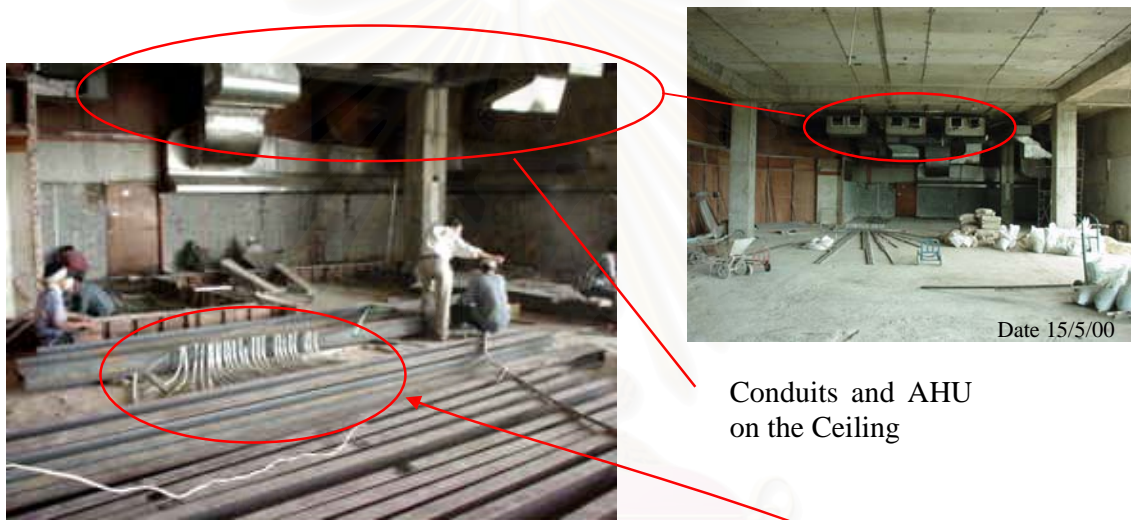 Date 15/5/00
Conduits and AHU
on the Ceiling